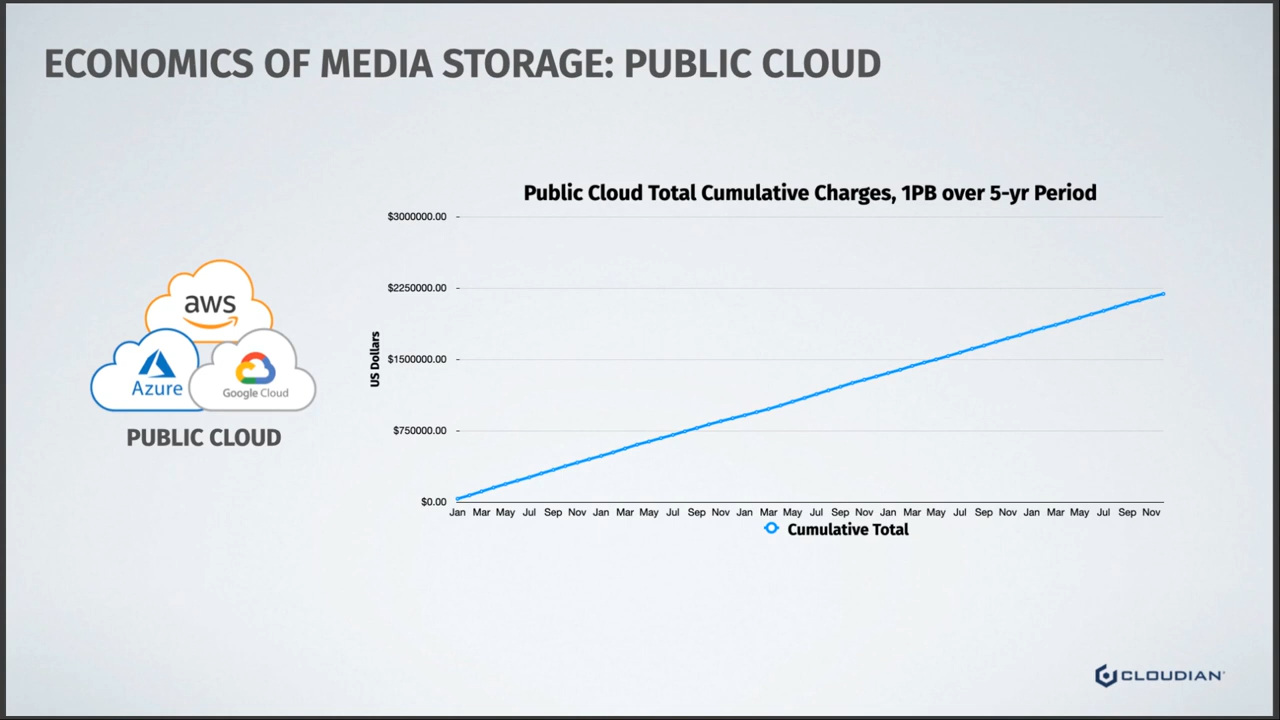 ECONOMICS OF MEDIA STORAGE: PUBLIC CLOUD
aws
Azure
Google Cloud
PUBLIC CLOUD
Public Cloud Total Cumulative Charges, 1PB over 5-yr Period
US Dollars
$3000000.00
$2250000.00
$1500000.00
$750000.00
$0.00
Jan Mar May Jul Sep Nov Jan Mar May Jul Sep Nov Jan Mar May Jul Sep Nov Jan Mar May Jul Sep Nov Jan Mar May Jul Sep Nov
Cumulative Total
CLOUDIAN